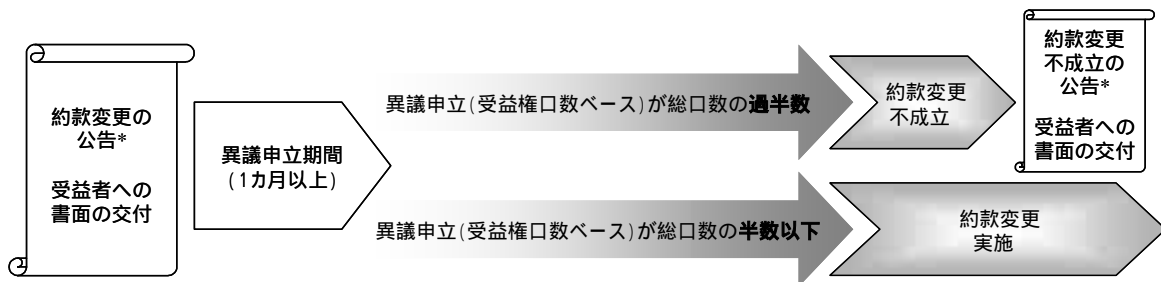 約款変更の
公告*
受益者への
書面の交付
異議申立期間
(1カ月以上)
異議申立(受益権口数ベース)が総口数の過半数
約款変更
不成立
約款変更
不成立の
公告*
受益者への
書面の交付
異議申立(受益権口数ベース)が総口数の半数以下
約款変更
実施